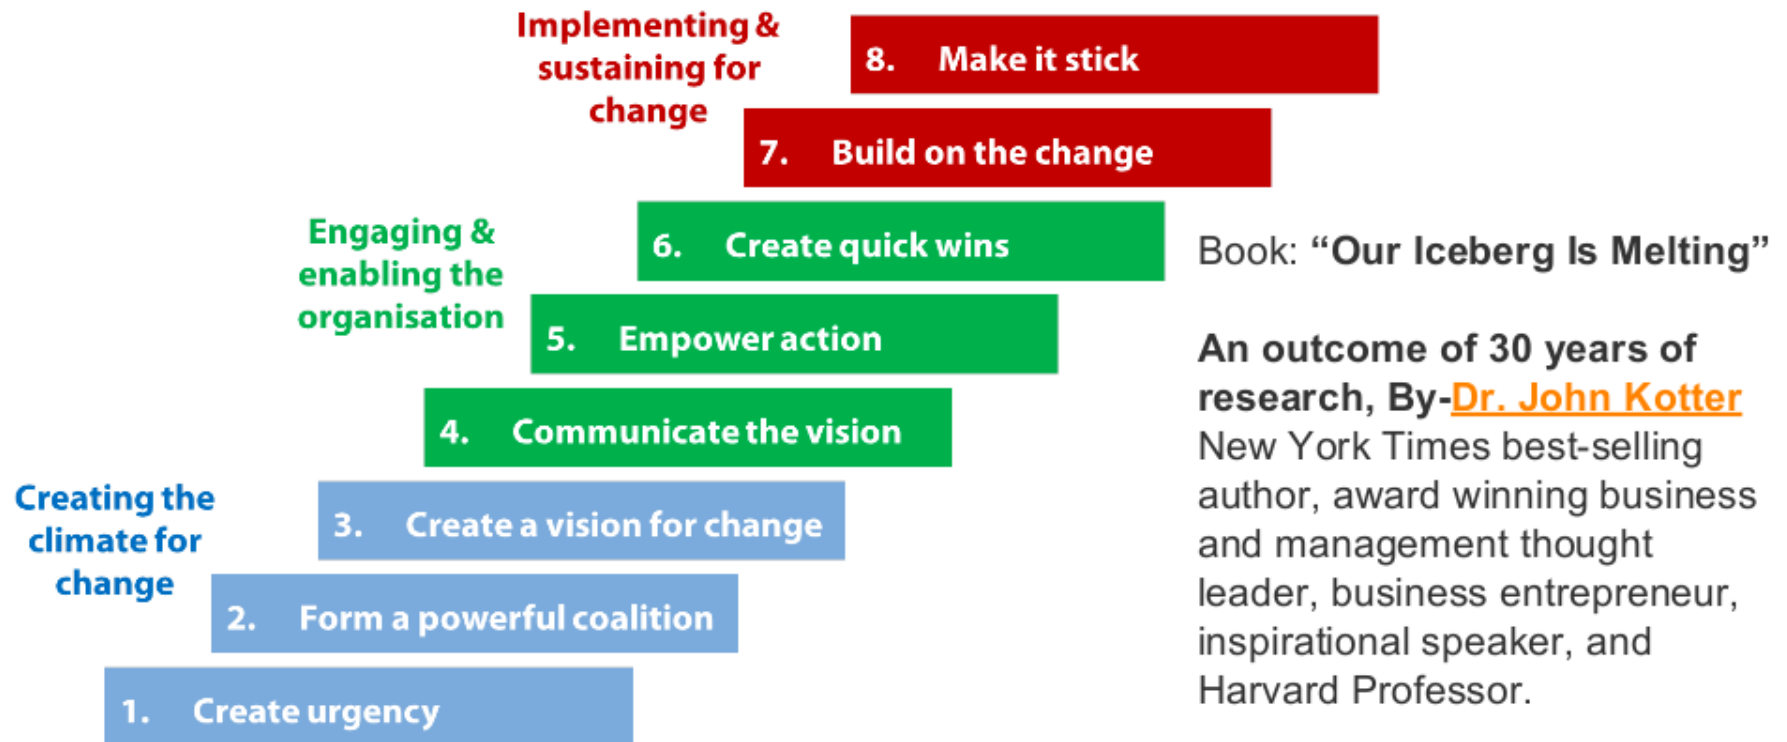 Implementing &
sustaining for
change
8. Make it stick
7. Build on the change
Engaging &
enabling the
organisation
6. Create quick wins
5. Empower action
4. Communicate the vision
Creating the
climate for
change
3. Create a vision for change
2. Form a powerful coalition
1. Create urgency
Book: “Our Iceberg Is Melting”
An outcome of 30 years of
research, By-Dr. John Kotter
New York Times best-selling
author, award winning business
and management thought
leader, business entrepreneur,
inspirational speaker, and
Harvard Professor.